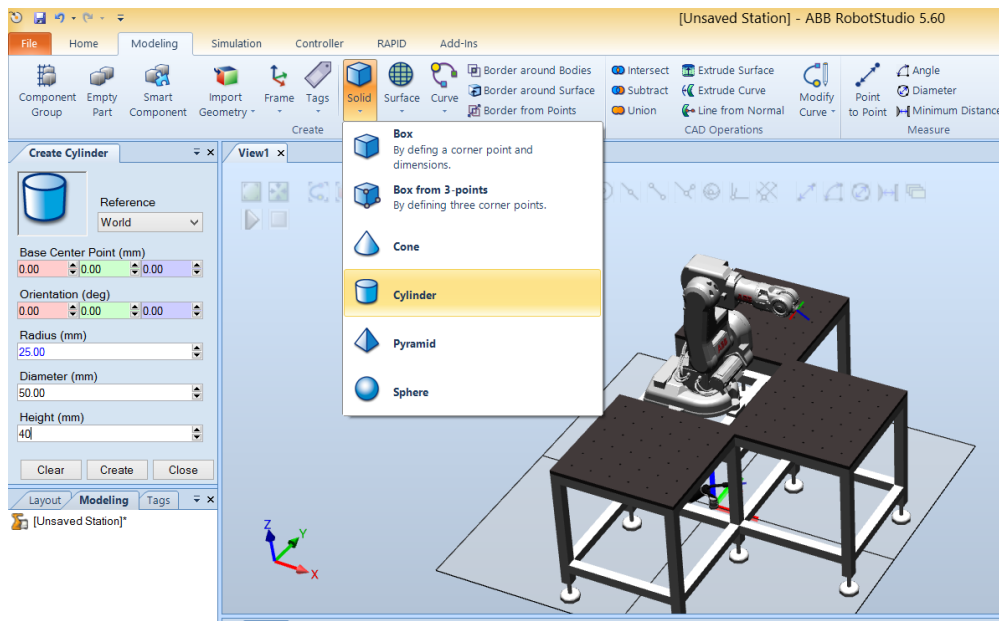 [Unsaved Station] - ABB RobotStudio 5.60
File Home Modeling Simulation Controller RAPID Add-Ins
Component Group
Empty Part
Smart Component
Import Geometry
Frame
Tags
Solid
Surface
Curve
Border around Bodies
Border around Surface
Border from Points
Intersect
Subtract
Union
Extrude Surface
Extrude Curve
Line from Normal
Modify Curve
Point to Point
Angle
Diameter
Minimum Distance
Create
CAD Operations
Measure
Create Cylinder
Reference
World
Base Center Point (mm)
0.00 0.00 0.00
Orientation (deg)
0.00 0.00 0.00
Radius (mm)
25.00
Diameter (mm)
50.00
Height (mm)
40
Clear Create Close
Layout Modeling Tags
[Unsaved Station]*
View1
Box
By defing a corner point and
dimensions.
Box from 3-points
By defining three corner points.
Cone
Cylinder
Pyramid
Sphere
Z
Y
X
ABB